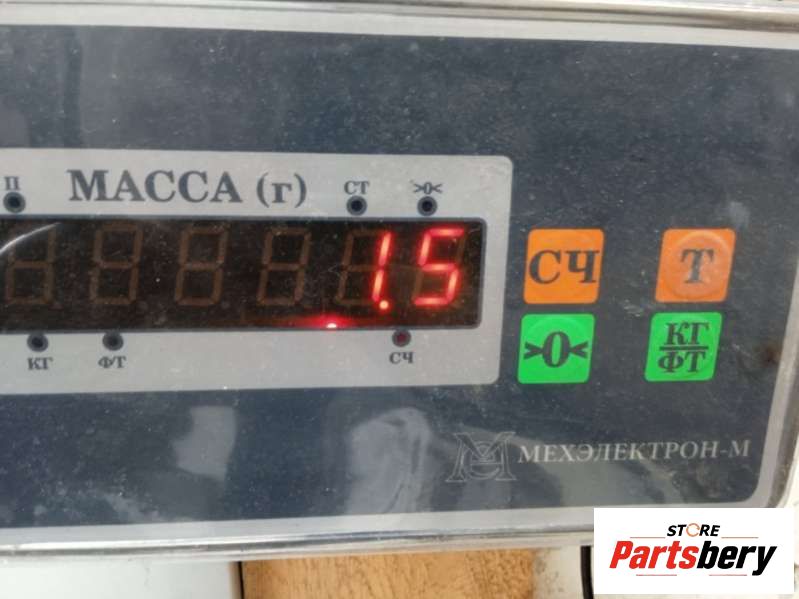 П МАССА (г) СТ >0<
1.5
КГ ФТ СЧ
СЧ Т
>0< КГ/ФТ
МЕХЭЛЕКТРОН-М
STORE
Partsbery